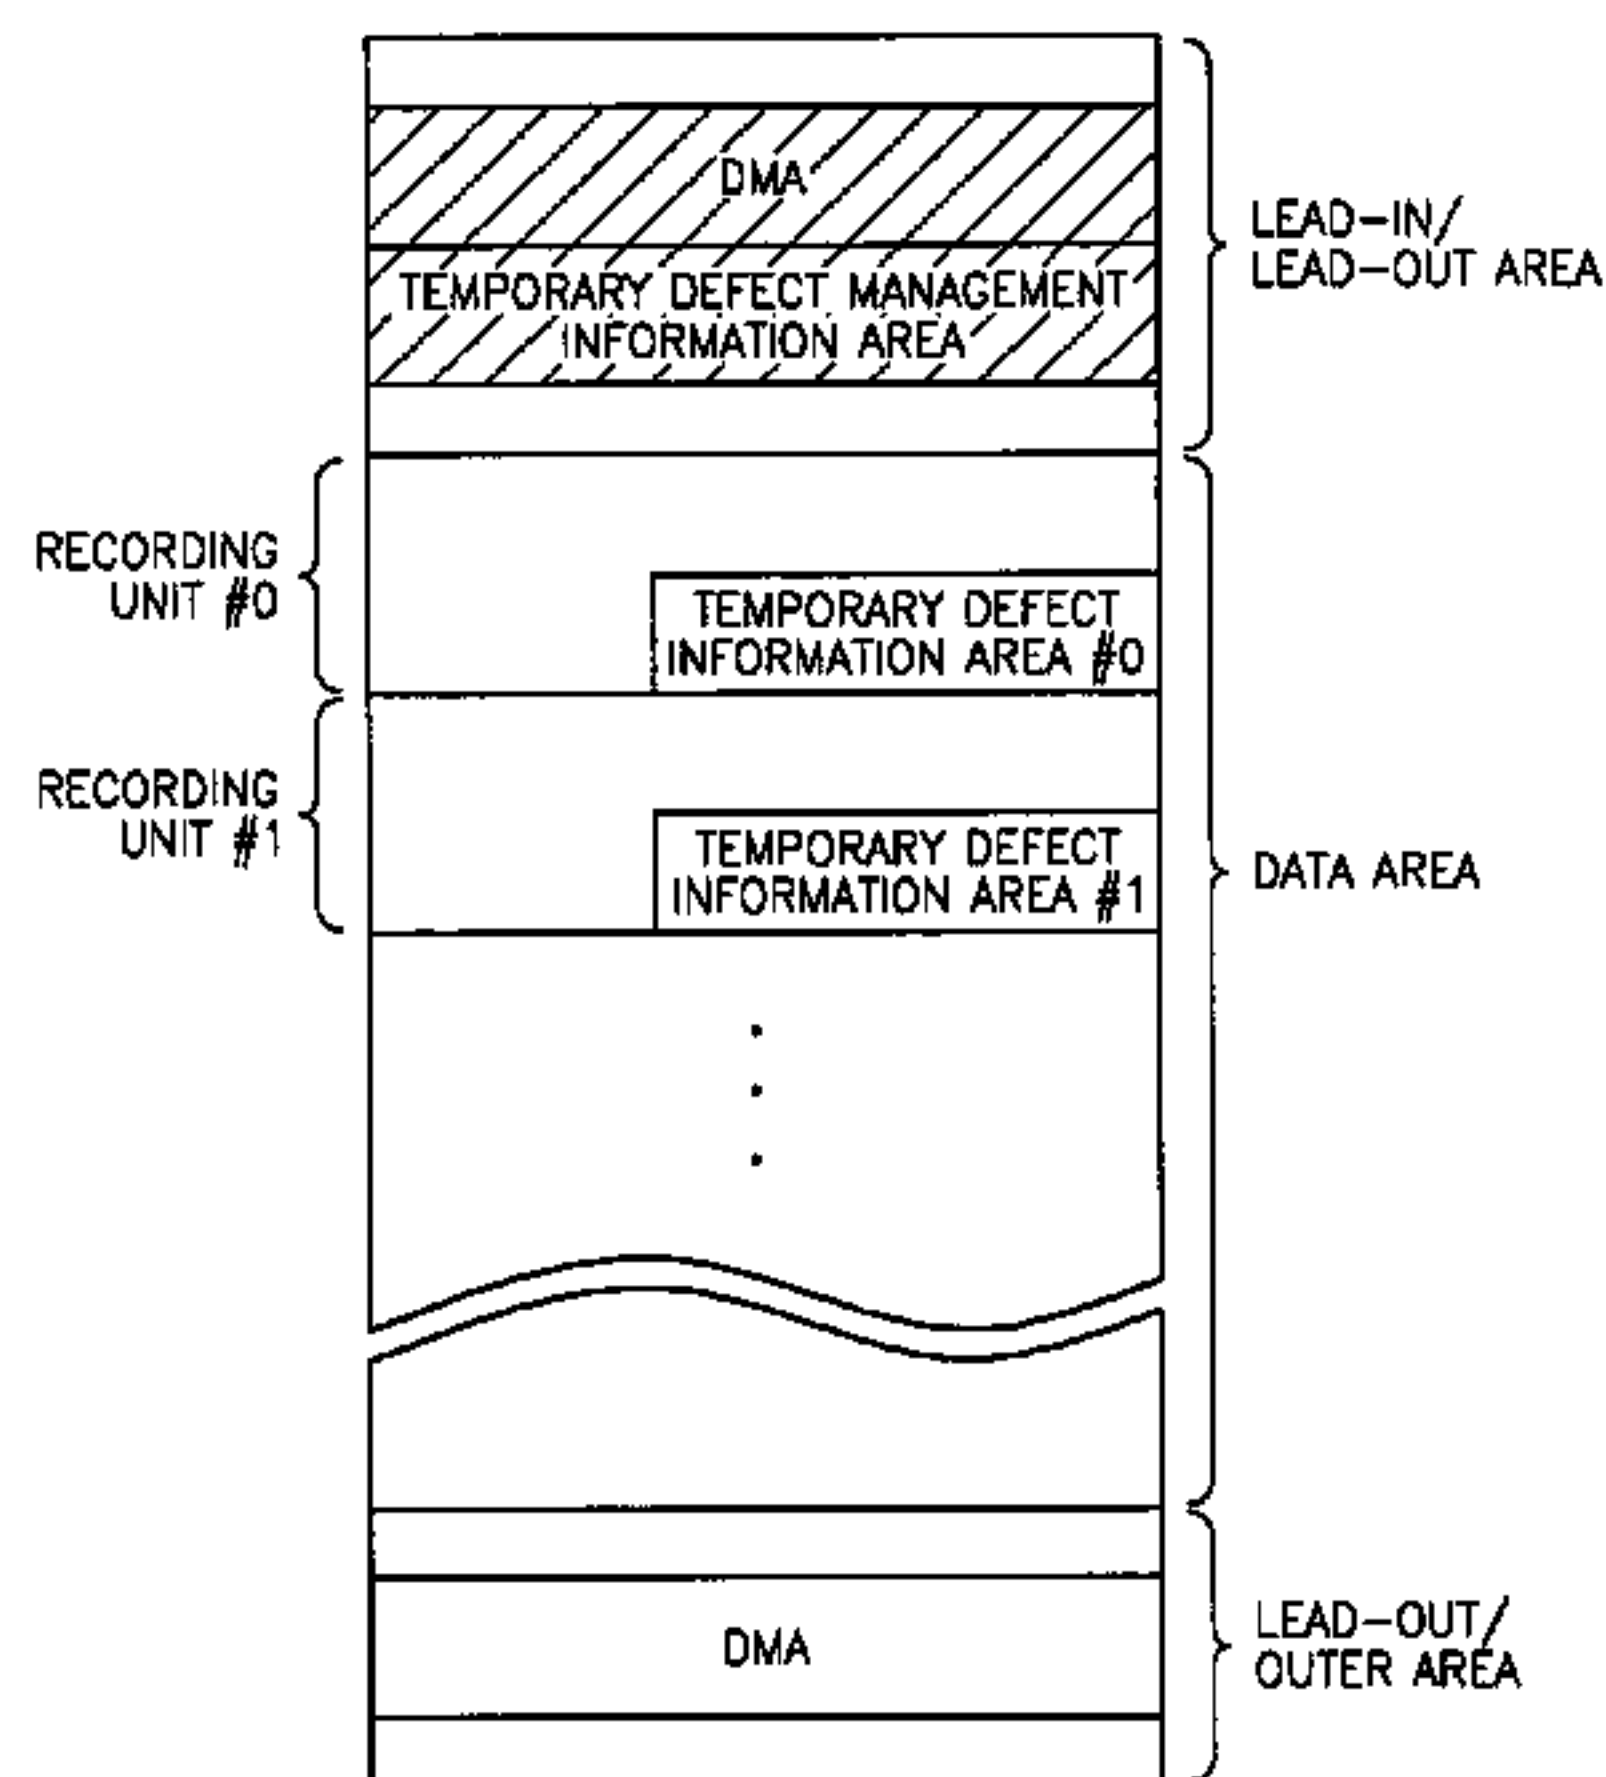 DMA
TEMPORARY DEFECT MANAGEMENT
INFORMATION AREA
LEAD-IN/
LEAD-OUT AREA
RECORDING
UNIT #0
TEMPORARY DEFECT
INFORMATION AREA #0
RECORDING
UNIT #1
TEMPORARY DEFECT
INFORMATION AREA #1
DATA AREA
DMA
LEAD-OUT/
OUTER AREA